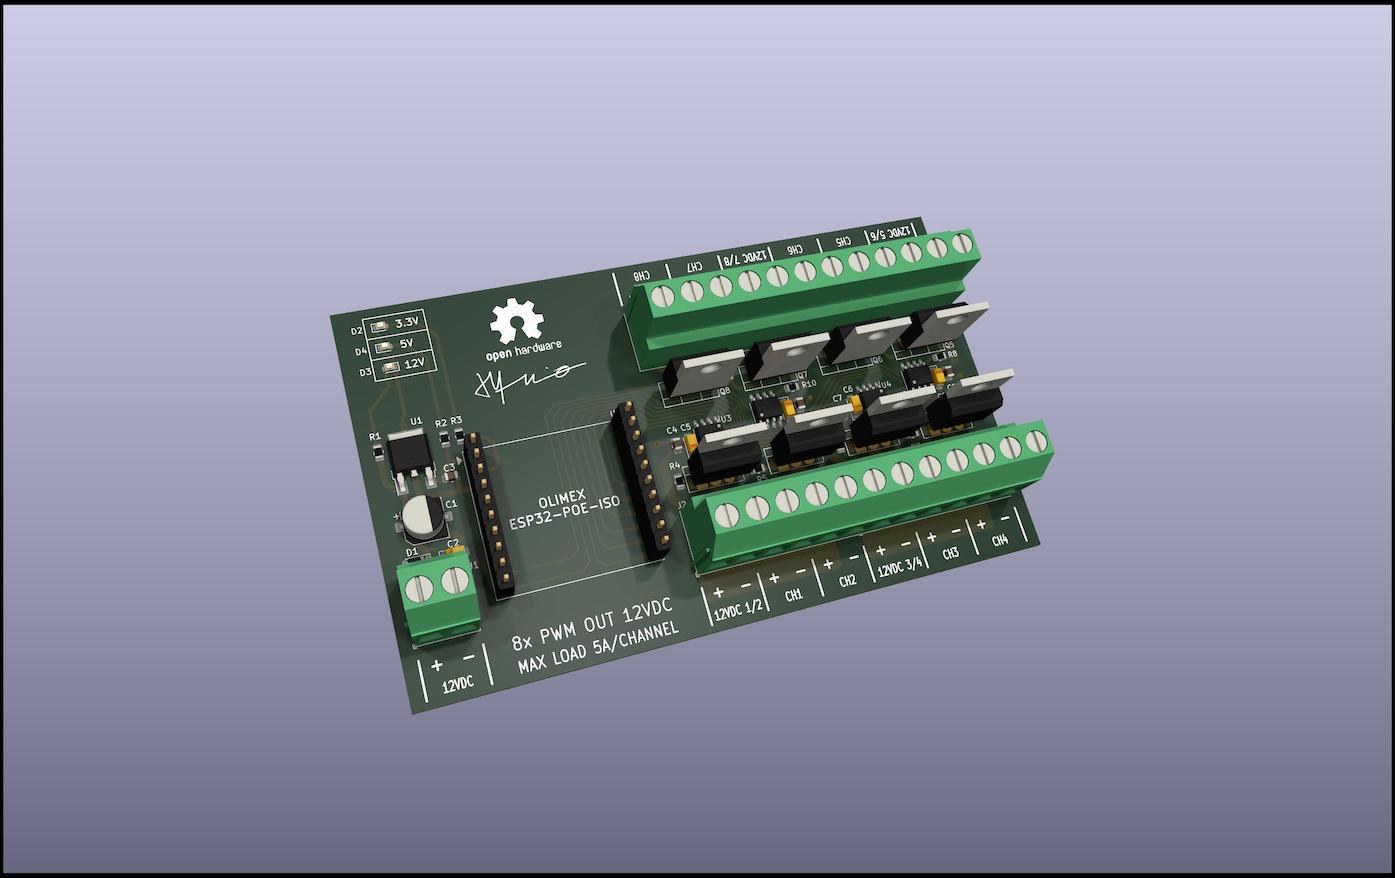 CH8
CH7
12VDC 7/8
CH6
CH5
12VDC 5/6
D2
3.3V
D4
5V
D3
12V
open hardware
Q5
R8
Q6
Q7
R10
Q8
C6
C7
U4
U1
R2 R3
R1
C4 C5
U3
R4
C3
C1
+
OLIMEX
ESP32-POE-ISO
D1
C2
8x PWM OUT 12VDC
MAX LOAD 5A/CHANNEL
+ −
12VDC
+ −
12VDC 1/2
+ −
CH1
+ −
CH2
+ −
12VDC 3/4
+ −
CH3
+ −
CH4